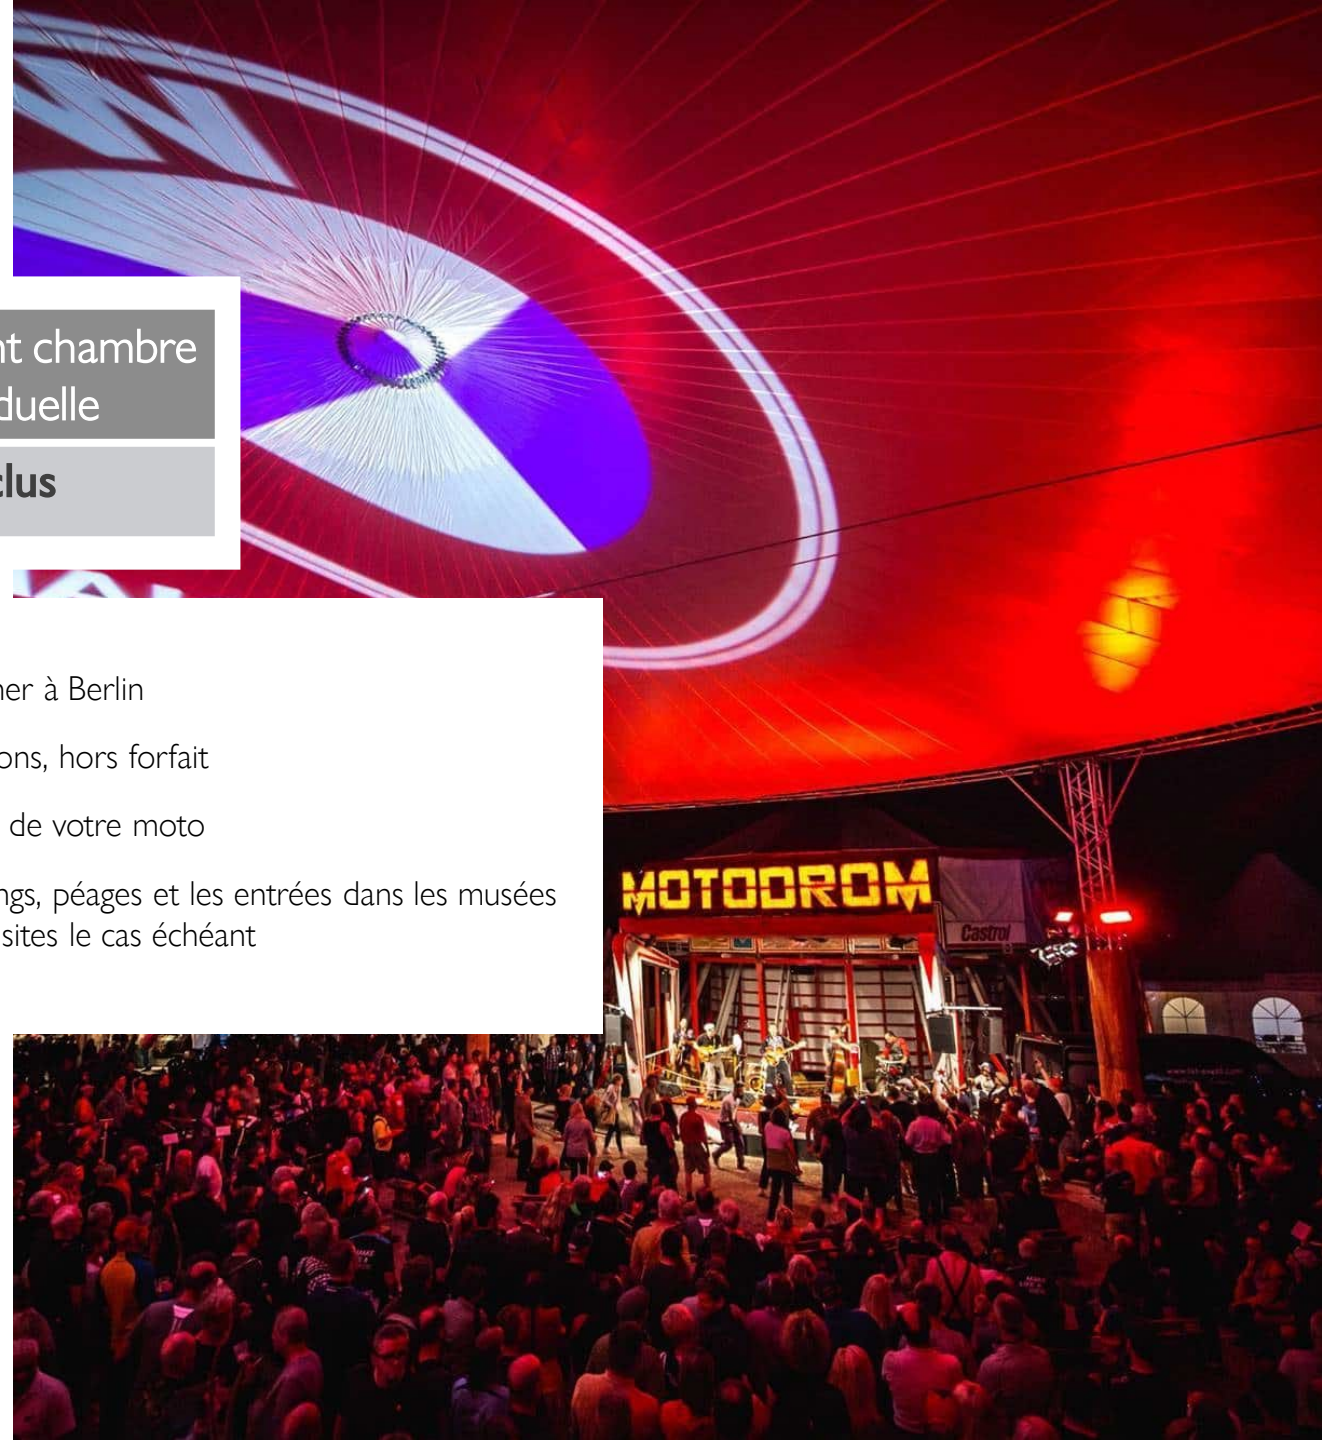 W
nt chambre
duelle
clus
ner à Berlin
ons, hors forfait
de votre moto
ngs, péages et les entrées dans les musées
sites le cas échéant
MOTODROM
Castrol